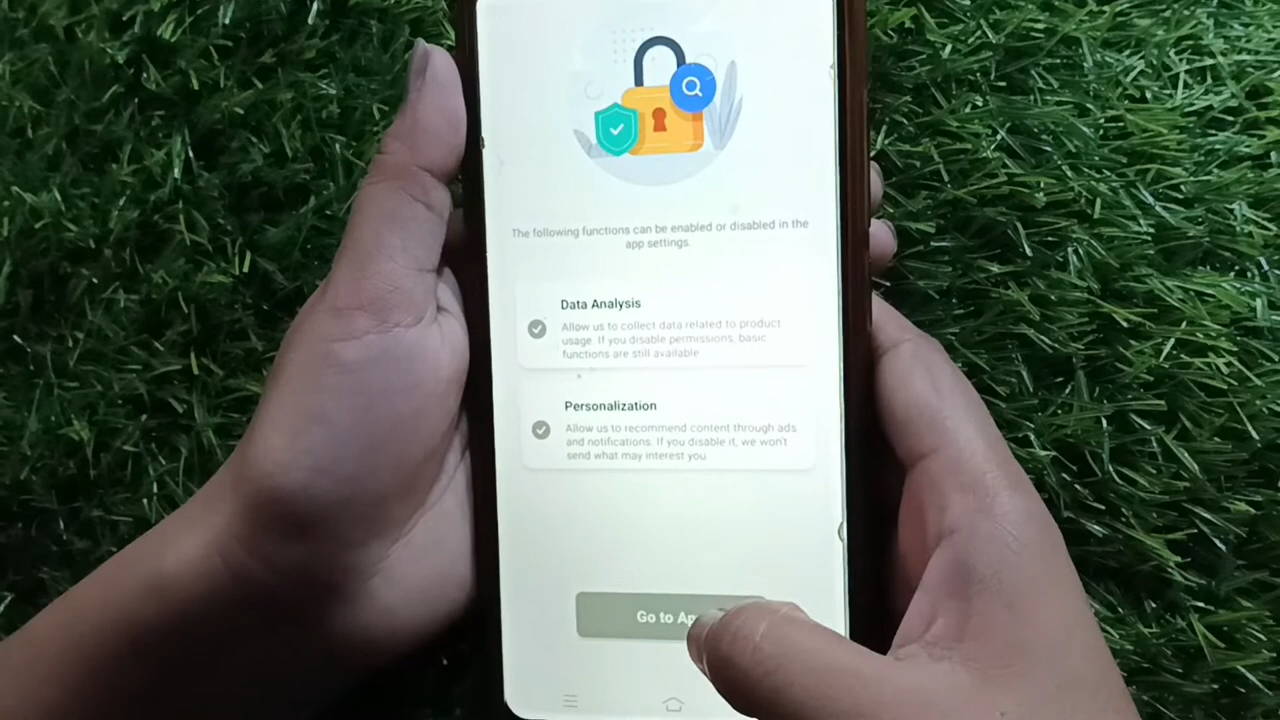 The following functions can be enabled or disabled in the
app settings.
Data Analysis
Allow us to collect data related to product
usage. If you disable permissions, basic
functions are still available
Personalization
Allow us to recommend content through ads
and notifications. If you disable it, we won't
send what may interest you.
Go to